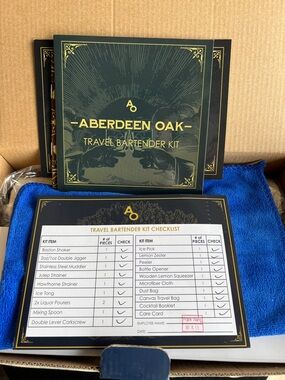 AO
-ABERDEEN OAK-
TRAVEL BARTENDER KIT
AO
TRAVEL BARTENDER KIT CHECKLIST
KIT ITEM # of PIECES CHECK KIT ITEM # of PIECES CHECK
Boston Shaker 1 Ice Pick 1
2oz/1oz Double Jigger 1 Lemon Zester 1
Stainless Steel Muddler 1 Peeler 1
Julep Strainer 1 Bottle Opener 1
Hawthorne Strainer 1 Wooden Lemon Squeezer 1
Ice Tong 1 Microfiber Cloth 1
2x Liquor Pourers 2 Dust Bag 1
Mixing Spoon 1 Canvas Travel Bag 1
Double Level Corkscrew 1 Cocktail Booklet 1
Care Card 1
EMPLOYEE NAME:
DATE: